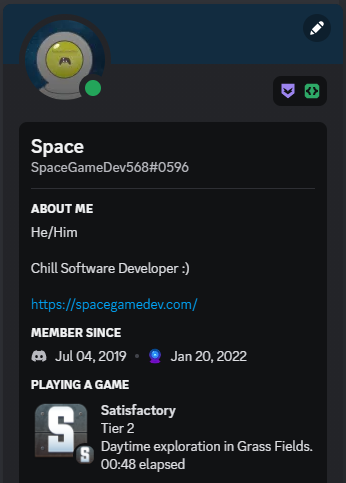 Space
SpaceGameDev568#0596
ABOUT ME
He/Him
Chill Software Developer :)
https://spacegamedev.com/
MEMBER SINCE
Jul 04, 2019 • Jan 20, 2022
PLAYING A GAME
S
S
Satisfactory
Tier 2
Daytime exploration in Grass Fields.
00:48 elapsed